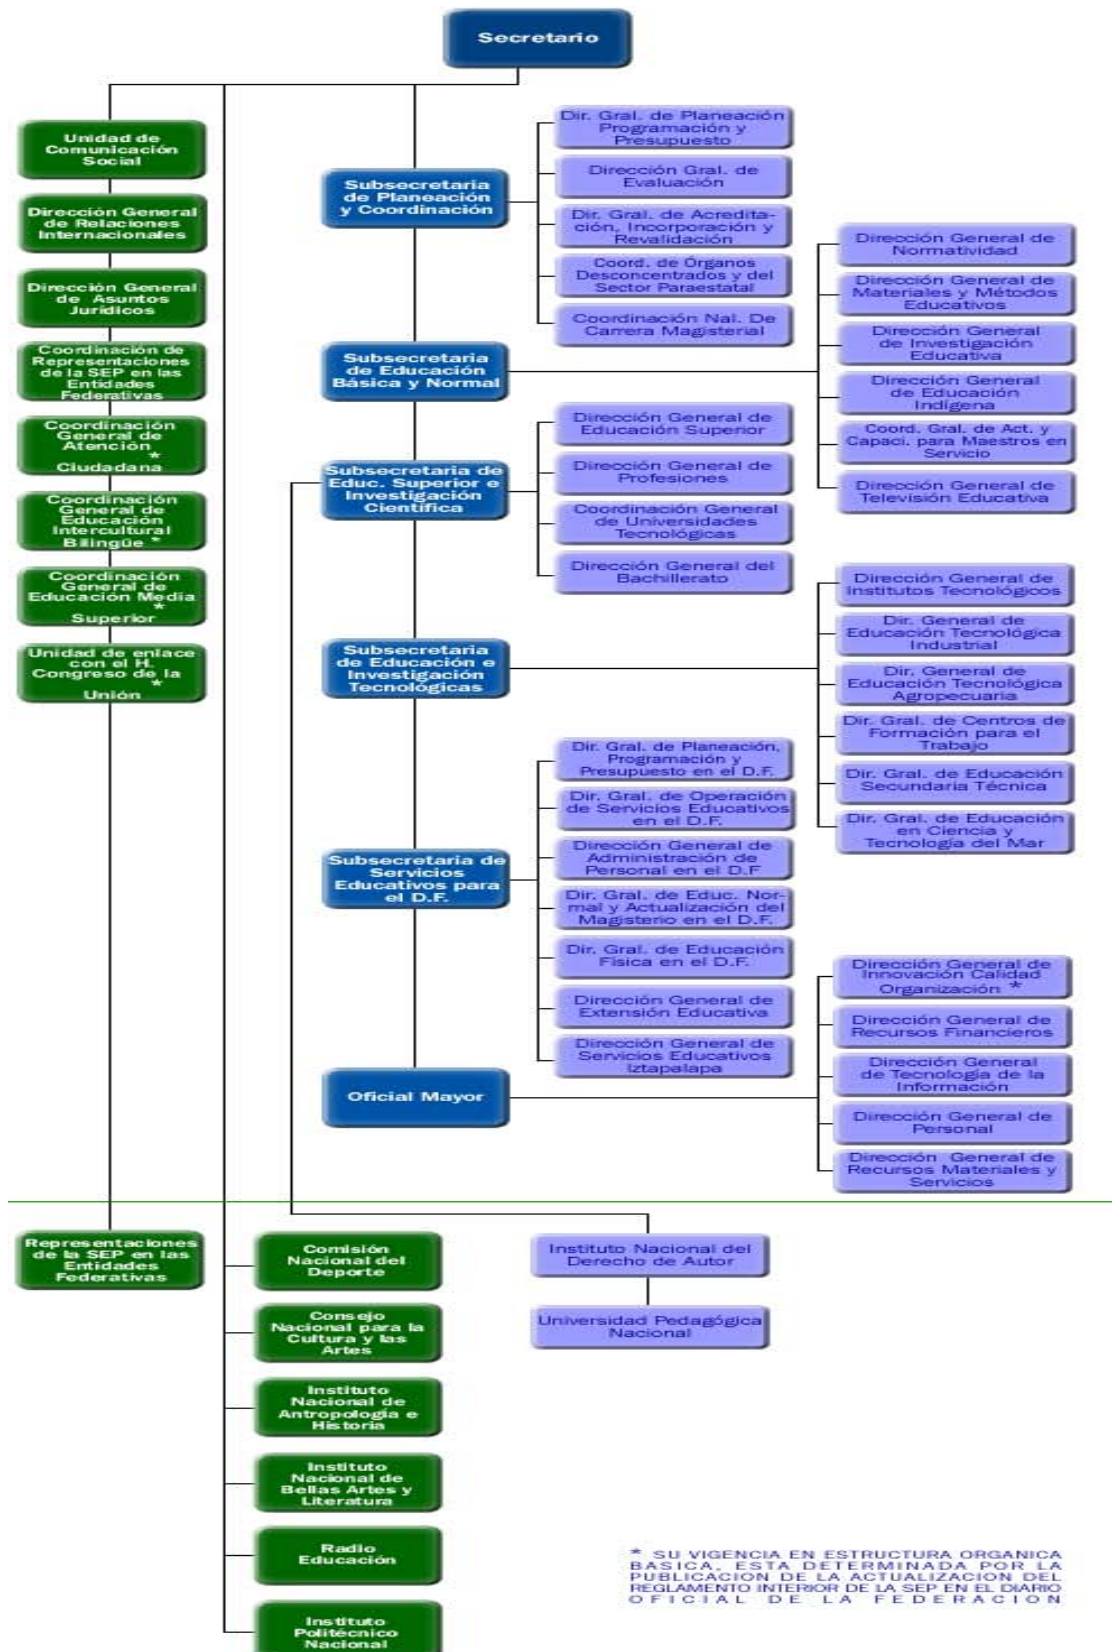 Secretario
Unidad de
Comunicación
Social
Dirección General
de Relaciones
Internacionales
Dirección General
de Asuntos
Jurídicos
Coordinación de
Representaciones
de la SEP en las
Entidades
Federativas
Coordinación
General de
Atención
*
Ciudadana
Coordinación
General de
Educación
Intercultural
Bilingüe *
Coordinación
General de
Educación Media
*
Superior
Unidad de enlace
con el H.
Congreso de la
*
Unión
Subsecretaria
de Planeación
y Coordinación
Dir. Gral. de Planeación
Programación y
Presupuesto
Dirección Gral. de
Evaluación
Dir. Gral. de Acredita-
ción, Incorporación y
Revalidación
Coord. de Órganos
Desconcentrados y del
Sector Paraestatal
Coordinación Nal. De
Carrera Magisterial
Subsecretaria
de Educación
Básica y Normal
Dirección General de
Normatividad
Dirección General de
Materiales y Métodos
Educativos
Dirección General
de Investigación
Educativa
Dirección General
de Educación
Indígena
Coord. Gral. de Act. y
Capaci. para Maestros en
Servicio
Dirección General de
Televisión Educativa
Subsecretaria de
Educ. Superior e
Investigación
Científica
Dirección General de
Educación Superior
Dirección General de
Profesiones
Coordinación General
de Universidades
Tecnológicas
Dirección General del
Bachillerato
Subsecretaria
de Educación e
Investigación
Tecnológicas
Dirección General de
Institutos Tecnológicos
Dir. General de
Educación Tecnológica
Industrial
Dir. General de
Educación Tecnológica
Agropecuaria
Dir. Gral. de Centros de
Formación para el
Trabajo
Dir. Gral. de Educación
Secundaria Técnica
Dir. Gral. de Educación
en Ciencia y
Tecnología del Mar
Subsecretaria de
Servicios
Educativos para
el D.F.
Dir. Gral. de Planeación,
Programación y
Presupuesto en el D.F.
Dir. Gral. de Operación
de Servicios Educativos
en el D.F.
Dirección General de
Administración de
Personal en el D.F
Dir. Gral. de Educ. Nor-
mal y Actualización del
Magisterio en el D.F.
Dir. Gral. de Educación
Física en el D.F.
Dirección General de
Extensión Educativa
Dirección General de
Servicios Educativos
Iztapalapa
Oficial Mayor
Dirección General de
Innovación Calidad
Organización *
Dirección General de
Recursos Financieros
Dirección General
de Tecnología de la
Información
Dirección General de
Personal
Dirección General de
Recursos Materiales y
Servicios
Representaciones
de la SEP en las
Entidades
Federativas
Comisión
Nacional del
Deporte
Consejo
Nacional para la
Cultura y las
Artes
Instituto
Nacional de
Antropología e
Historia
Instituto
Nacional de
Bellas Artes y
Literatura
Radio
Educación
Instituto
Politécnico
Nacional
Instituto Nacional del
Derecho de Autor
Universidad Pedagógica
Nacional
* SU VIGENCIA EN ESTRUCTURA ORGANICA
BASICA, ESTA DETERMINADA POR LA
PUBLICACION DE LA ACTUALIZACION DEL
REGLAMENTO INTERIOR DE LA SEP EN EL DIARIO
OFICIAL DE LA FEDERACION